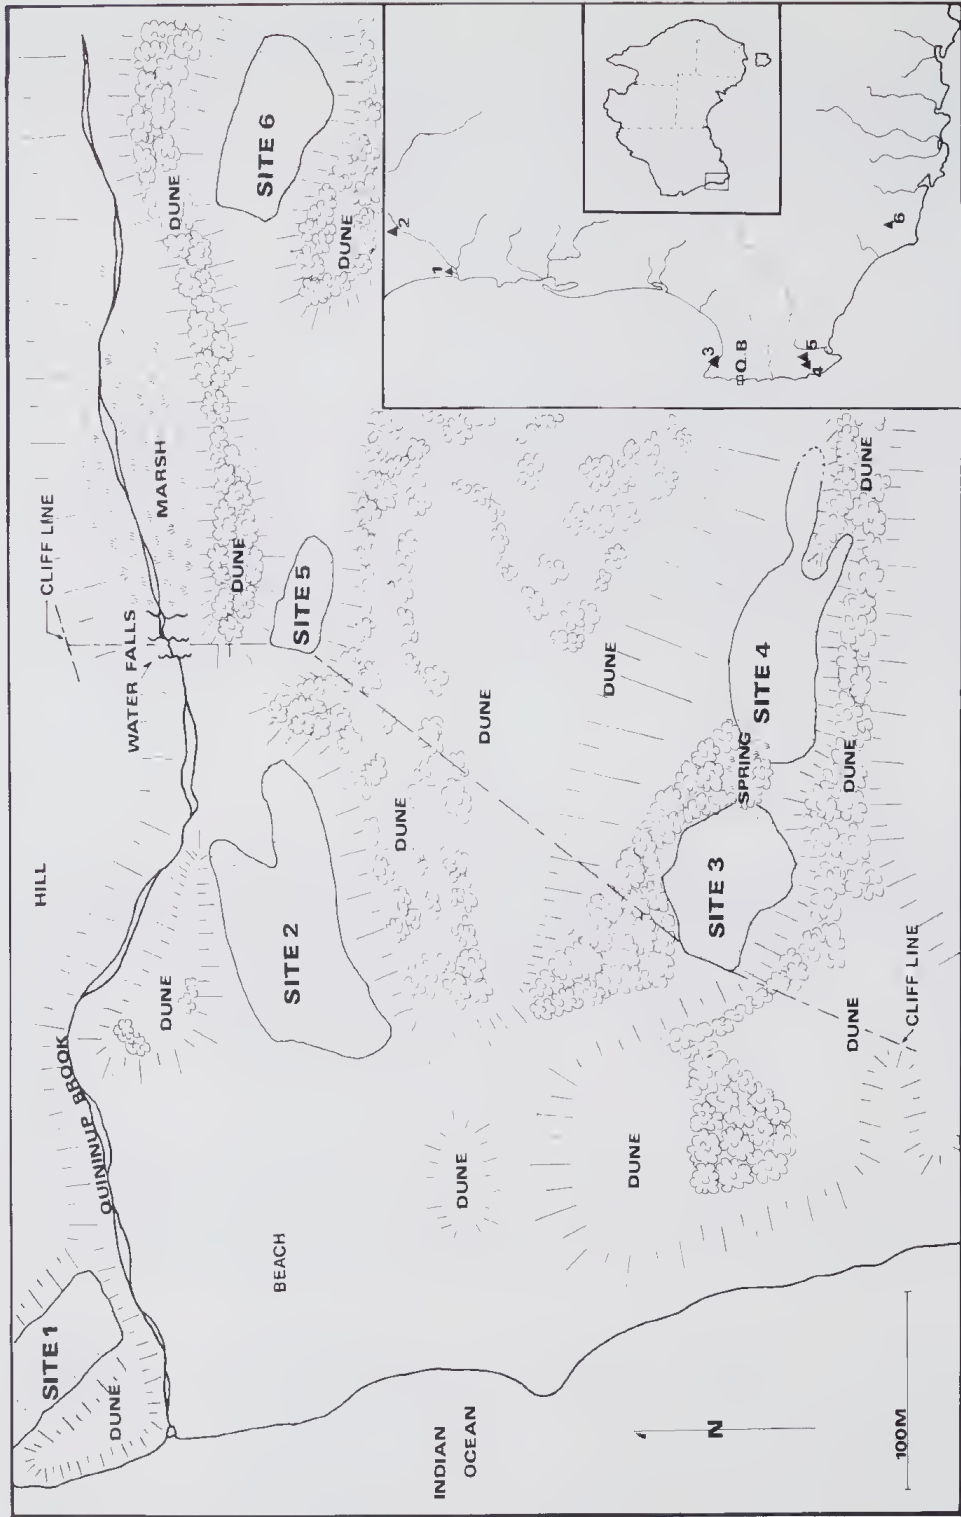 SITE 1
DUNE
QUININUP BROOK
HILL
DUNE
SITE 2
BEACH
WATER FALLS
CLIFF LINE
MARSH
DUNE
DUNE
SITE 5
SITE 6
DUNE
DUNE
DUNE
DUNE
DUNE
DUNE
DUNE
SPRING
SITE 3
SITE 4
DUNE
DUNE
DUNE
CLIFF LINE
INDIAN
OCEAN
N
100M
1
2
3
Q.B
4
5
6